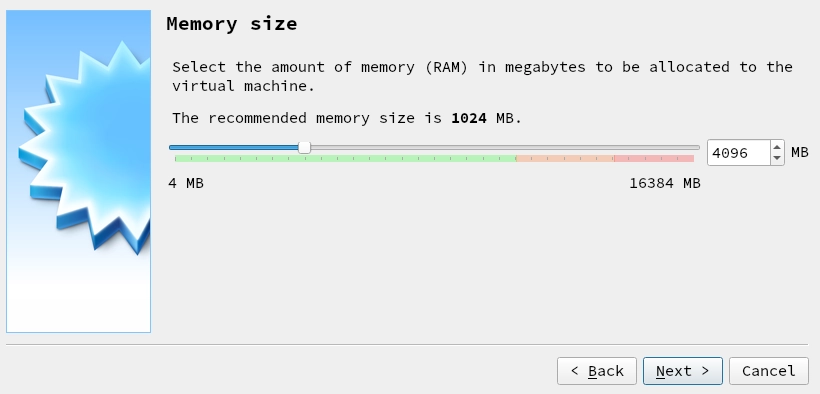 Memory size
Select the amount of memory (RAM) in megabytes to be allocated to the
virtual machine.
The recommended memory size is 1024 MB.
4096 MB
4 MB 16384 MB
< Back Next > Cancel